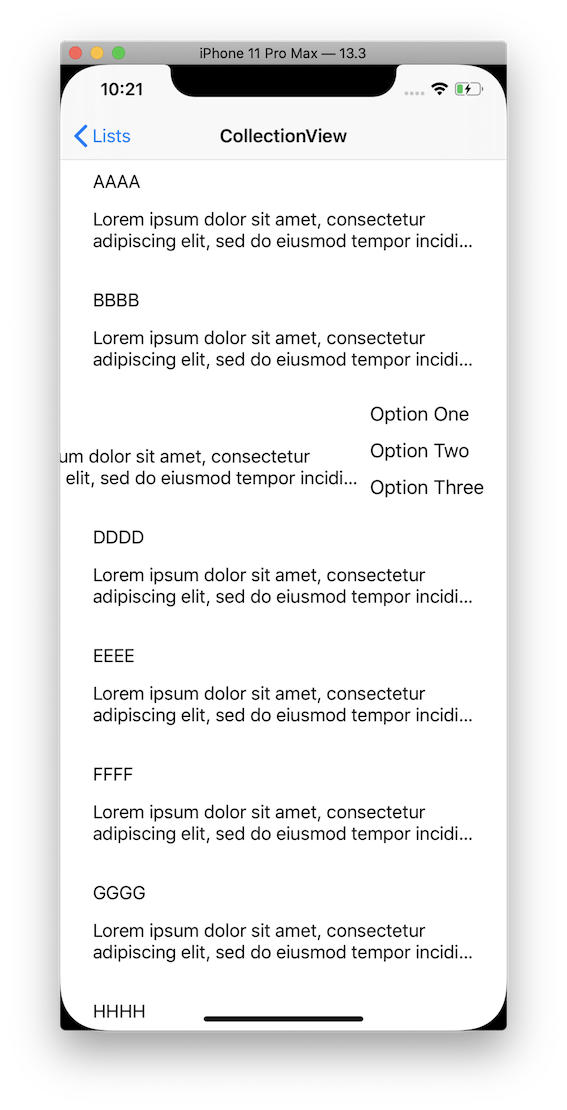 iPhone 11 Pro Max — 13.3
10:21
Lists
CollectionView
AAAA
Lorem ipsum dolor sit amet, consectetur
adipiscing elit, sed do eiusmod tempor incidi...
BBBB
Lorem ipsum dolor sit amet, consectetur
adipiscing elit, sed do eiusmod tempor incidi...
Option One
um dolor sit amet, consectetur
Option Two
elit, sed do eiusmod tempor incidi...
Option Three
DDDD
Lorem ipsum dolor sit amet, consectetur
adipiscing elit, sed do eiusmod tempor incidi...
EEEE
Lorem ipsum dolor sit amet, consectetur
adipiscing elit, sed do eiusmod tempor incidi...
FFFF
Lorem ipsum dolor sit amet, consectetur
adipiscing elit, sed do eiusmod tempor incidi...
GGGG
Lorem ipsum dolor sit amet, consectetur
adipiscing elit, sed do eiusmod tempor incidi...
HHHH